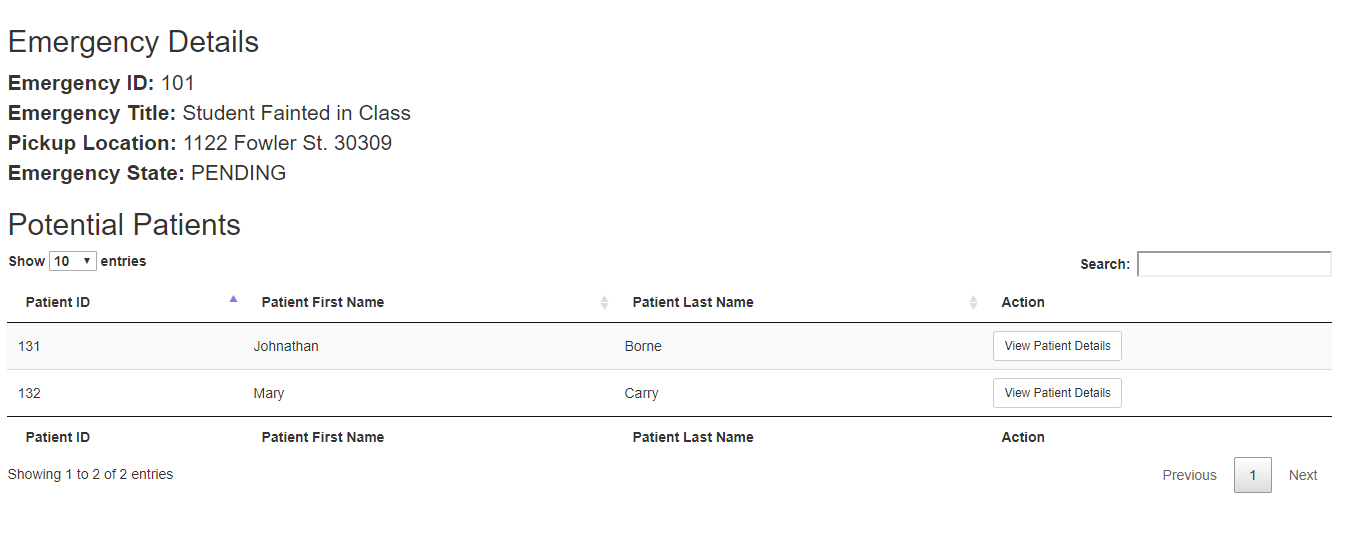 Emergency Details
Emergency ID: 101
Emergency Title: Student Fainted in Class
Pickup Location: 1122 Fowler St. 30309
Emergency State: PENDING
Potential Patients
Show 10 entries Search:
Patient ID Patient First Name Patient Last Name Action
131 Johnathan Borne View Patient Details
132 Mary Carry View Patient Details
Patient ID Patient First Name Patient Last Name Action
Showing 1 to 2 of 2 entries Previous 1 Next